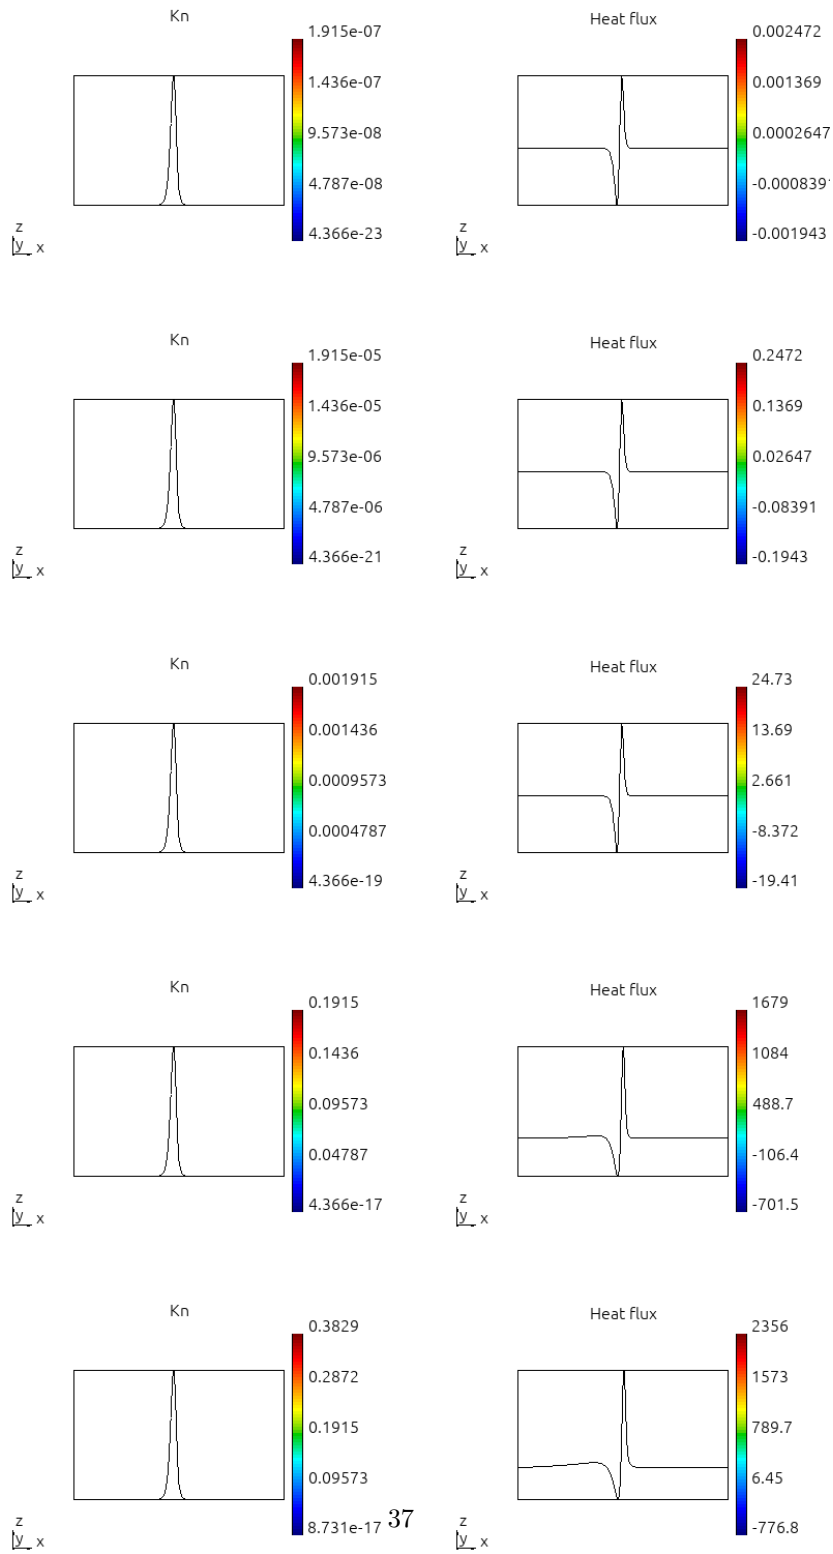 Kn
1.915e-07
1.436e-07
9.573e-08
4.787e-08
4.366e-23
z
y x
Heat flux
0.002472
0.001369
0.0002647
-0.0008391
-0.001943
z
y x
Kn
1.915e-05
1.436e-05
9.573e-06
4.787e-06
4.366e-21
z
y x
Heat flux
0.2472
0.1369
0.02647
-0.08391
-0.1943
z
y x
Kn
0.001915
0.001436
0.0009573
0.0004787
4.366e-19
z
y x
Heat flux
24.73
13.69
2.661
-8.372
-19.41
z
y x
Kn
0.1915
0.1436
0.09573
0.04787
4.366e-17
z
y x
Heat flux
1679
1084
488.7
-106.4
-701.5
z
y x
Kn
0.3829
0.2872
0.1915
0.09573
8.731e-17
z
y x
Heat flux
2356
1573
789.7
6.45
-776.8
z
y x
37